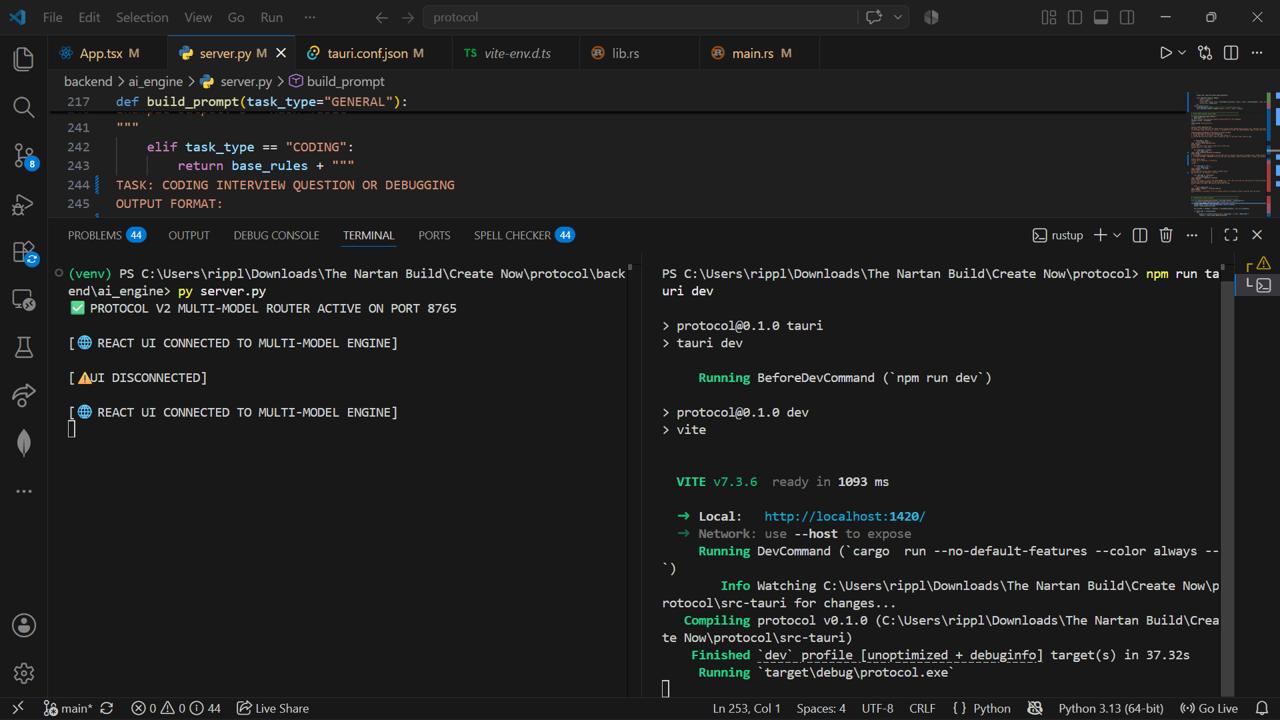 File Edit Selection View Go Run ··· protocol
App.tsx M server.py M tauri.conf.json M TS vite-env.d.ts lib.rs main.rs M
backend > ai_engine > server.py > build_prompt
217 def build_prompt(task_type="GENERAL"):
241 """
242 elif task_type == "CODING":
243 return base_rules + """
244 TASK: CODING INTERVIEW QUESTION OR DEBUGGING
245 OUTPUT FORMAT:
PROBLEMS 44 OUTPUT DEBUG CONSOLE TERMINAL PORTS SPELL CHECKER 44 rustup
(venv) PS C:\Users\rippl\Downloads\The Nartan Build\Create Now\protocol\back
end\ai_engine> py server.py
✅ PROTOCOL V2 MULTI-MODEL ROUTER ACTIVE ON PORT 8765
[🌐 REACT UI CONNECTED TO MULTI-MODEL ENGINE]
[⚠️UI DISCONNECTED]
[🌐 REACT UI CONNECTED TO MULTI-MODEL ENGINE]
PS C:\Users\rippl\Downloads\The Nartan Build\Create Now\protocol> npm run ta
uri dev
> protocol@0.1.0 tauri
> tauri dev
Running BeforeDevCommand (`npm run dev`)
> protocol@0.1.0 dev
> vite
VITE v7.3.6 ready in 1093 ms
➜ Local: http://localhost:1420/
➜ Network: use --host to expose
Running DevCommand (`cargo  run --no-default-features --color always --
`)
Info Watching C:\Users\rippl\Downloads\The Nartan Build\Create Now\p
rotocol\src-tauri for changes...
Compiling protocol v0.1.0 (C:\Users\rippl\Downloads\The Nartan Build\Crea
te Now\protocol\src-tauri)
Finished `dev` profile [unoptimized + debuginfo] target(s) in 37.32s
Running `target\debug\protocol.exe`
8
main* 0 0 44 Live Share Ln 253, Col 1 Spaces: 4 UTF-8 CRLF { } Python Python 3.13 (64-bit) Go Live